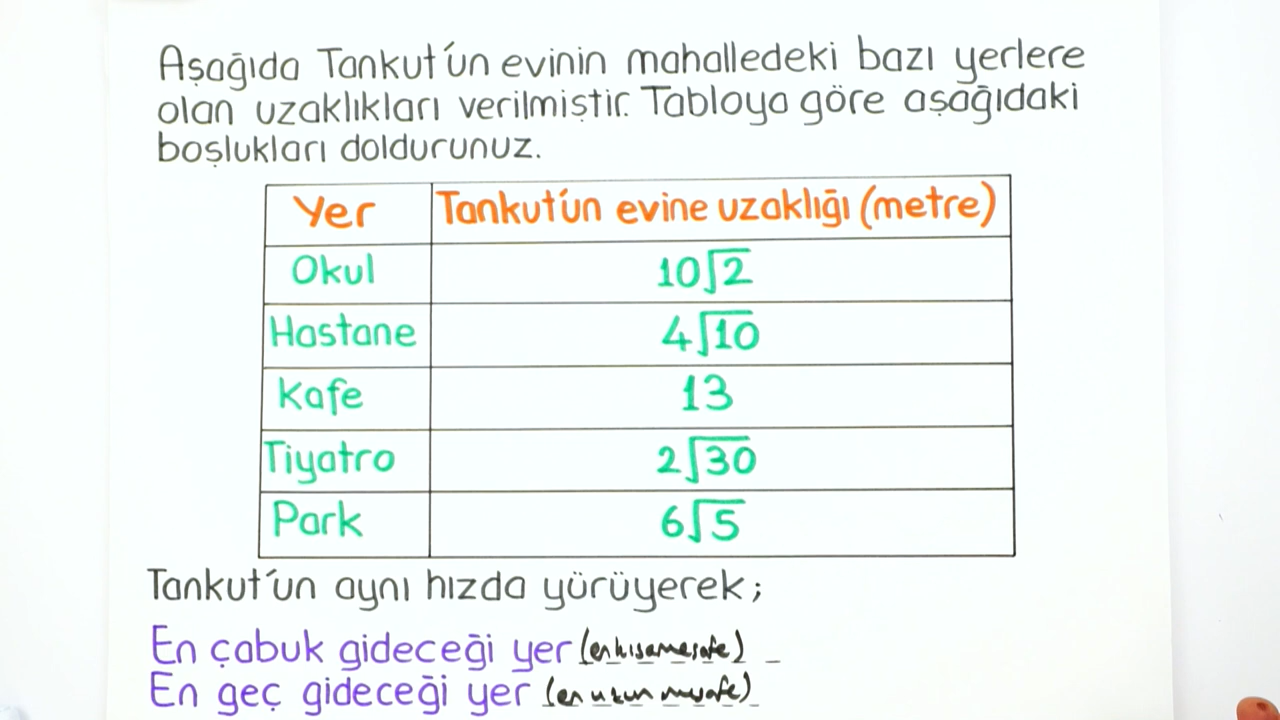 Aşağıda Tankut'un evinin mahalledeki bazı yerlere
olan uzaklıkları verilmiştir. Tabloya göre aşağıdaki
boşlukları doldurunuz.
Yer Tankut'un evine uzaklığı (metre)
Okul 10√2
Hastane 4√10
Kafe 13
Tiyatro 2√30
Park 6√5
Tankut'un aynı hızda yürüyerek;
En çabuk gideceği yer (en kısa mesafe)
En geç gideceği yer (en uzun mesafe)